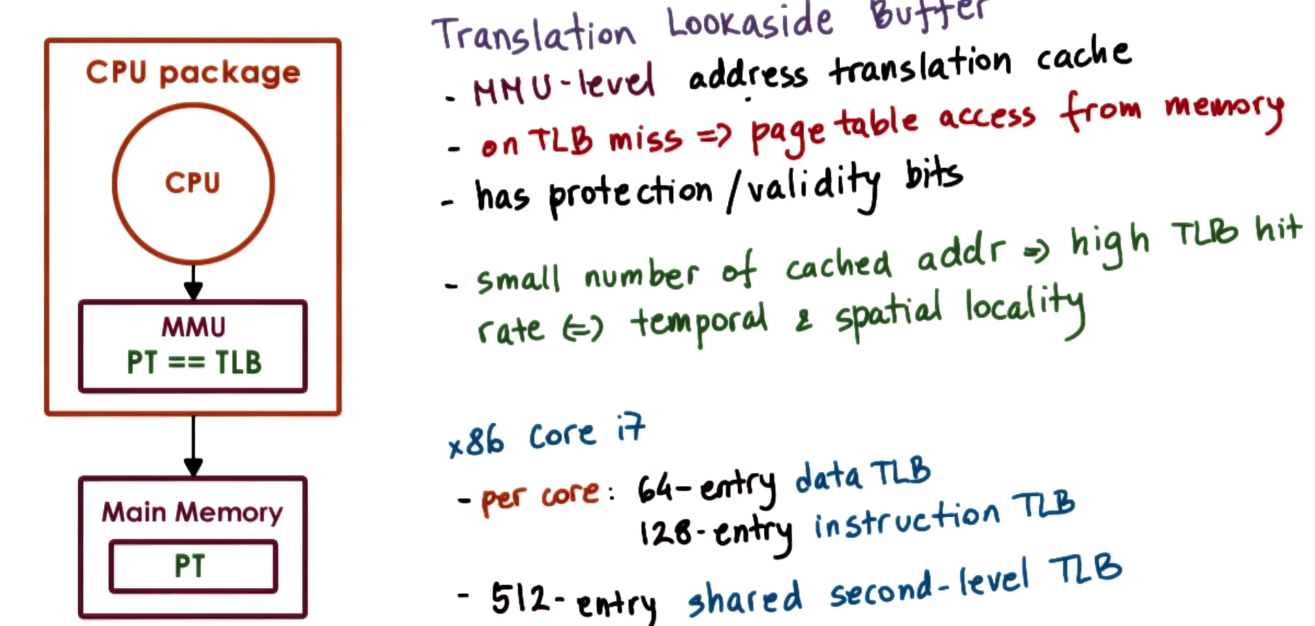 CPU package
CPU
MMU
PT == TLB
Main Memory
PT
Translation Lookaside Buffer
- MMU-level address translation cache
- on TLB miss => page table access from memory
- has protection/validity bits
- small number of cached addr => high TLB hit
rate (=) temporal & spatial locality
x86 Core i7
- per core: 64-entry data TLB
128-entry instruction TLB
- 512-entry shared second-level TLB